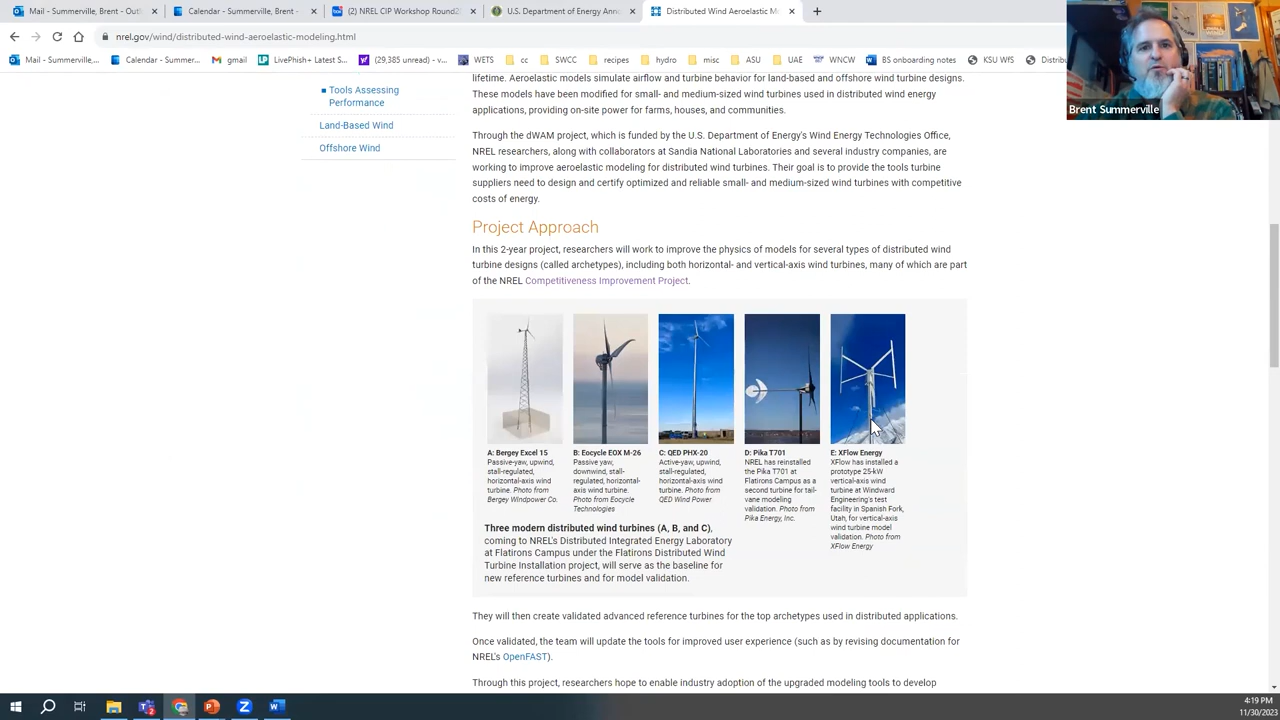 Mail - Summerville, Brent - Out
Calendar - Summerville, Brent -
(2) NREL CIP Workshop Round2
U.S. Department of Energy Anno
Distributed Wind Aeroelastic Mo
nrel.gov/wind/distributed-wind-aeroelastic-modeling.html
Mail - Summerville,...
Calendar - Summer...
gmail
LivePhish+ Latest S...
(29,385 unread) - y...
WETS
cc
SWCC
recipes
hydro
misc
ASU
UAE
WNCW
BS onboarding notes
KSU WfS
Distrib
Brent Summerville
Tools Assessing
Performance
Land-Based Wind
Offshore Wind
lifetime. Aeroelastic models simulate airflow and turbine behavior for land-based and offshore wind turbine designs.
These models have been modified for small- and medium-sized wind turbines used in distributed wind energy
applications, providing on-site power for farms, houses, and communities.
Through the dWAM project, which is funded by the U.S. Department of Energy's Wind Energy Technologies Office,
NREL researchers, along with collaborators at Sandia National Laboratories and several industry companies, are
working to improve aeroelastic modeling for distributed wind turbines. Their goal is to provide the tools turbine
suppliers need to design and certify optimized and reliable small- and medium-sized wind turbines with competitive
costs of energy.
Project Approach
In this 2-year project, researchers will work to improve the physics of models for several types of distributed wind
turbine designs (called archetypes), including both horizontal- and vertical-axis wind turbines, many of which are part
of the NREL Competitiveness Improvement Project.
A: Bergey Excel 15
Passive-yaw, upwind,
stall-regulated,
horizontal-axis wind
turbine. Photo from
Bergey Windpower Co.
B: Eocycle EOX M-26
Passive yaw,
downwind, stall-
regulated, horizontal-
axis wind turbine.
Photo from Eocycle
Technologies
C: QED PHX-20
Active-yaw, upwind,
stall-regulated,
horizontal-axis wind
turbine. Photo from
QED Wind Power
D: Pika T701
NREL has reinstalled
the Pika T701 at
Flatirons Campus as a
second turbine for tail-
vane modeling
validation. Photo from
Pika Energy, Inc.
E: XFlow Energy
XFlow has installed a
prototype 25-kW
vertical-axis wind
turbine at Windward
Engineering's test
facility in Spanish Fork,
Utah, for vertical-axis
wind turbine model
validation. Photo from
XFlow Energy
Three modern distributed wind turbines (A, B, and C),
coming to NREL's Distributed Integrated Energy Laboratory
at Flatirons Campus under the Flatirons Distributed Wind
Turbine Installation project, will serve as the baseline for
new reference turbines and for model validation.
They will then create validated advanced reference turbines for the top archetypes used in distributed applications.
Once validated, the team will update the tools for improved user experience (such as by revising documentation for
NREL's OpenFAST).
Through this project, researchers hope to enable industry adoption of the upgraded modeling tools to develop
4:19 PM
11/30/2023